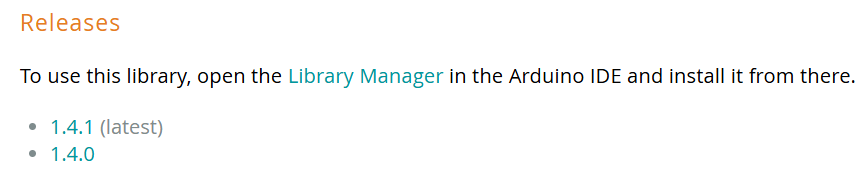 Releases
To use this library, open the Library Manager in the Arduino IDE and install it from there.
1.4.1 (latest)
1.4.0